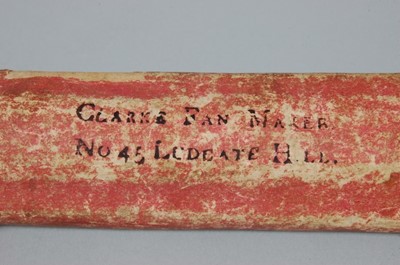 CLARKE FAN MAKER
NO 45 LUDGATE HILL.